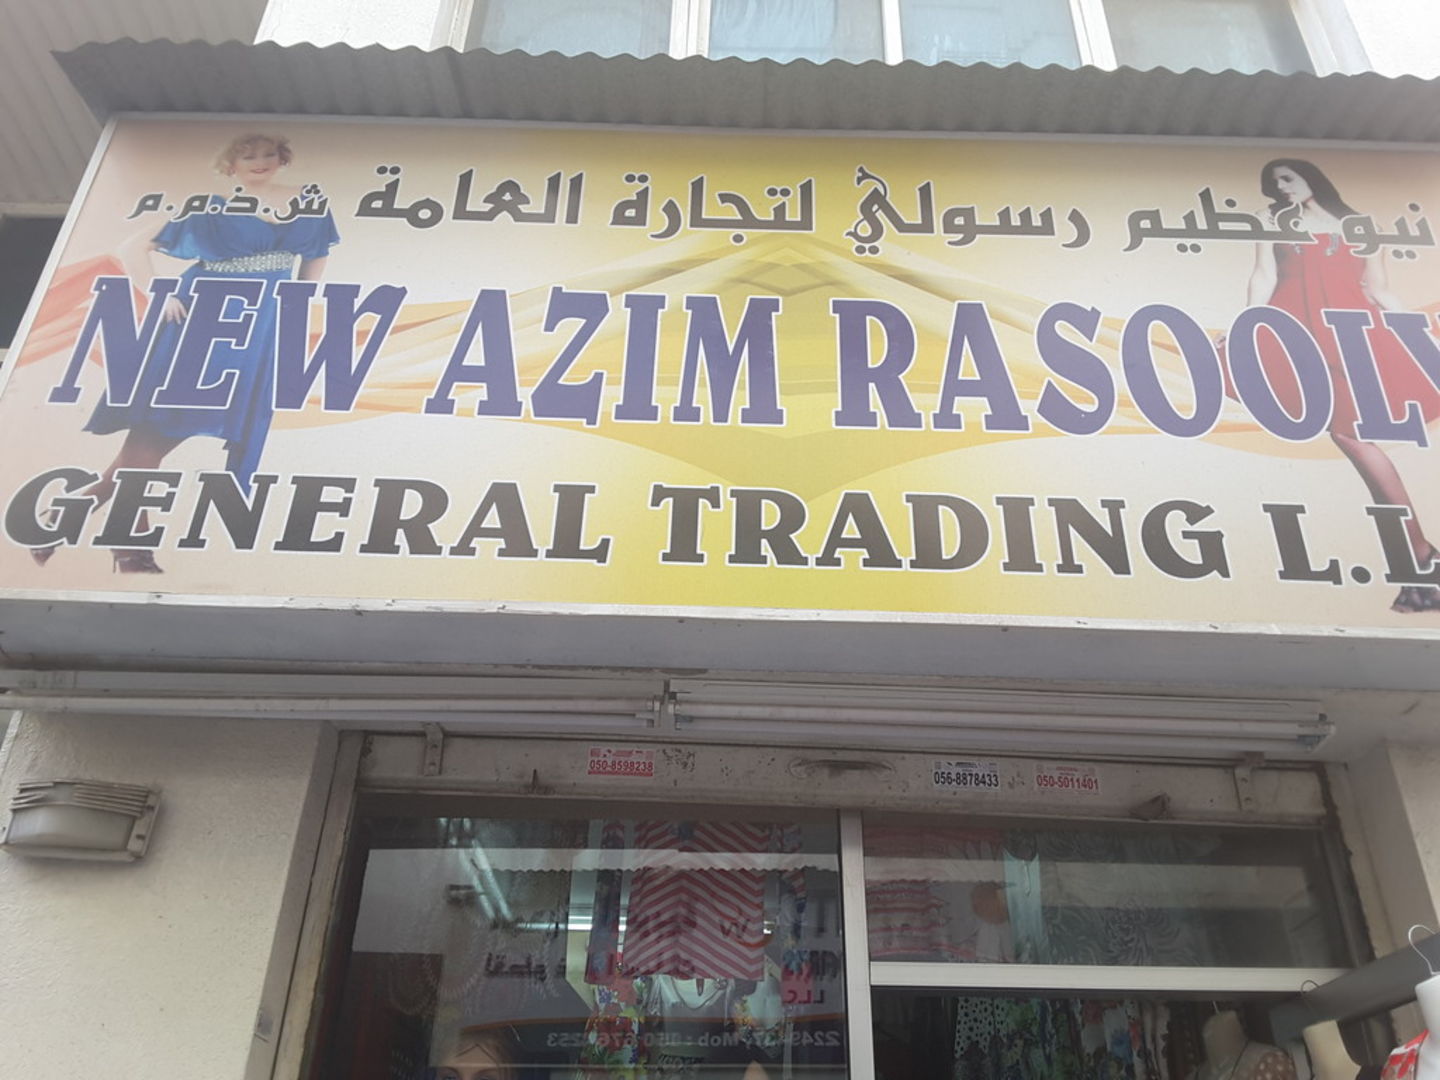 نيو عظيم رسولي لتجارة العامة ش.ذ.م.م
NEW AZIM RASOOLY
GENERAL TRADING L.L
050-8598238
056-8878433
050-5011401